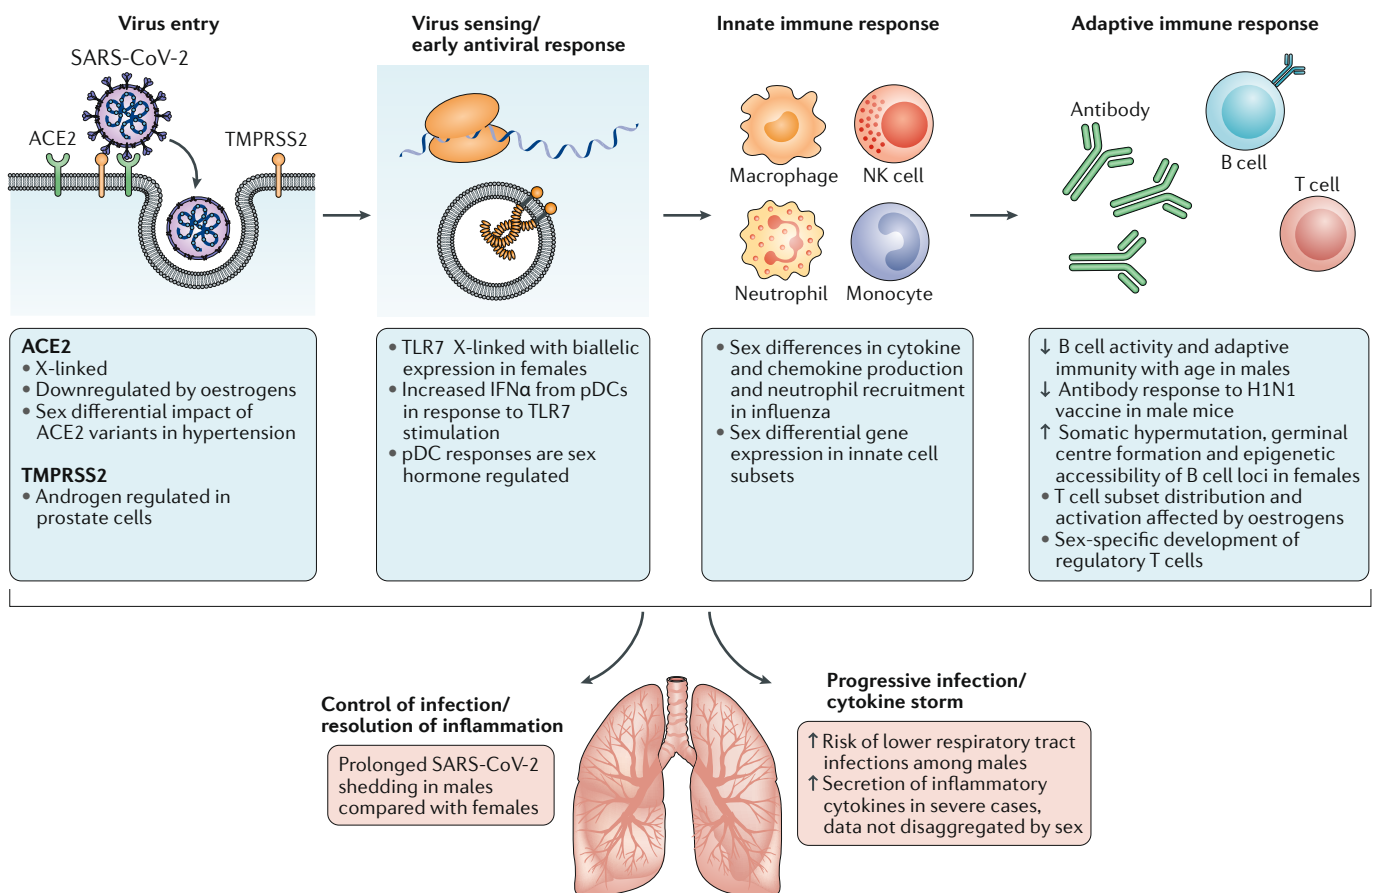 Virus entry
SARS-CoV-2
ACE2
TMPRSS2
ACE2
• X-linked
• Downregulated by oestrogens
• Sex differential impact of
ACE2 variants in hypertension
TMPRSS2
• Androgen regulated in
prostate cells
Virus sensing/
early antiviral response
• TLR7 X-linked with biallelic
expression in females
• Increased IFNα from pDCs
in response to TLR7
stimulation
• pDC responses are sex
hormone regulated
Innate immune response
Macrophage
NK cell
Neutrophil
Monocyte
• Sex differences in cytokine
and chemokine production
and neutrophil recruitment
in influenza
• Sex differential gene
expression in innate cell
subsets
Adaptive immune response
Antibody
B cell
T cell
↓ B cell activity and adaptive
immunity with age in males
↓ Antibody response to H1N1
vaccine in male mice
↑ Somatic hypermutation, germinal
centre formation and epigenetic
accessibility of B cell loci in females
• T cell subset distribution and
activation affected by oestrogens
• Sex-specific development of
regulatory T cells
Control of infection/
resolution of inflammation
Prolonged SARS-CoV-2
shedding in males
compared with females
Progressive infection/
cytokine storm
↑ Risk of lower respiratory tract
infections among males
↑ Secretion of inflammatory
cytokines in severe cases,
data not disaggregated by sex